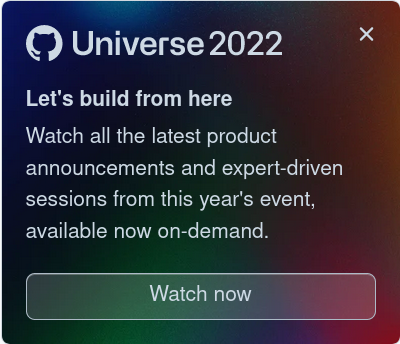 Universe 2022
Let's build from here
Watch all the latest product
announcements and expert-driven
sessions from this year's event,
available now on-demand.
Watch now